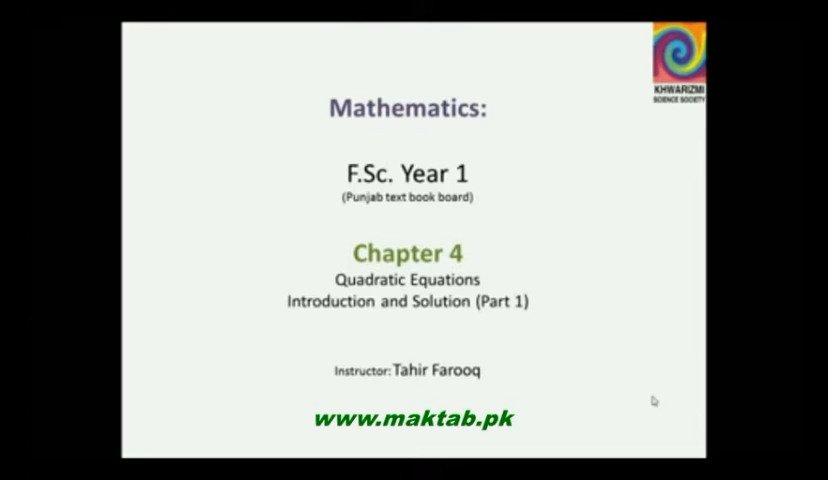 KHWARIZMI
SCIENCE SOCIETY
Mathematics:
F.Sc. Year 1
(Punjab text book board)
Chapter 4
Quadratic Equations
Introduction and Solution (Part 1)
Instructor: Tahir Farooq
www.maktab.pk